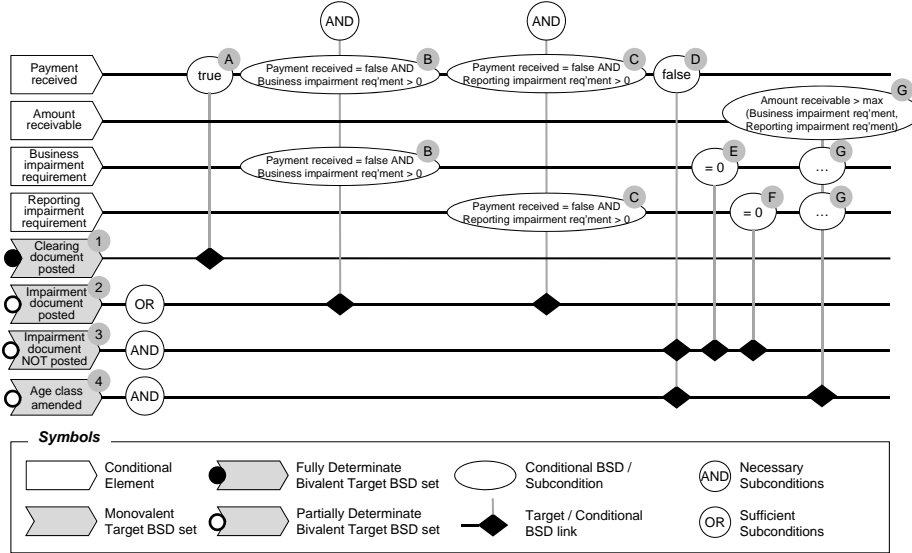 AND
AND
Payment
received
true
A
Payment received = false AND
Business impairment req'ment > 0
B
Payment received = false AND
Reporting impairment req'ment > 0
C
false
D
Amount
receivable
Amount receivable > max
(Business impairment req'ment,
Reporting impairment req'ment)
G
Business
impairment
requirement
Payment received = false AND
Business impairment req'ment > 0
B
= 0
E
...
G
Reporting
impairment
requirement
Payment received = false AND
Reporting impairment req'ment > 0
C
= 0
F
...
G
Clearing
document
posted
1
Impairment
document
posted
2
OR
Impairment
document
NOT posted
3
AND
Age class
amended
4
AND
Symbols
Conditional
Element
Fully Determinate
Bivalent Target BSD set
Conditional BSD /
Subcondition
AND
Necessary
Subconditions
Monovalent
Target BSD set
Partially Determinate
Bivalent Target BSD set
Target / Conditional
BSD link
OR
Sufficient
Subconditions